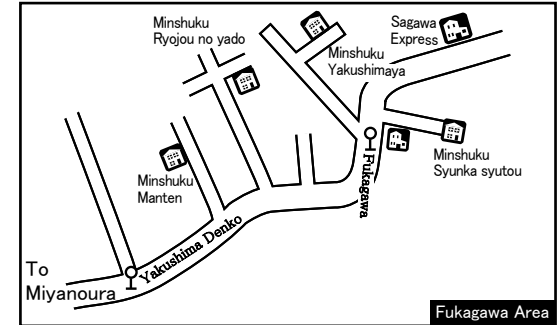 Minshuku
Ryojou no yado
Sagawa
Express
Minshuku
Yakushimaya
Minshuku
Manten
Minshuku
Syunka syutou
Fukagawa
Yakushima Denko
To
Miyanoura
Fukagawa Area